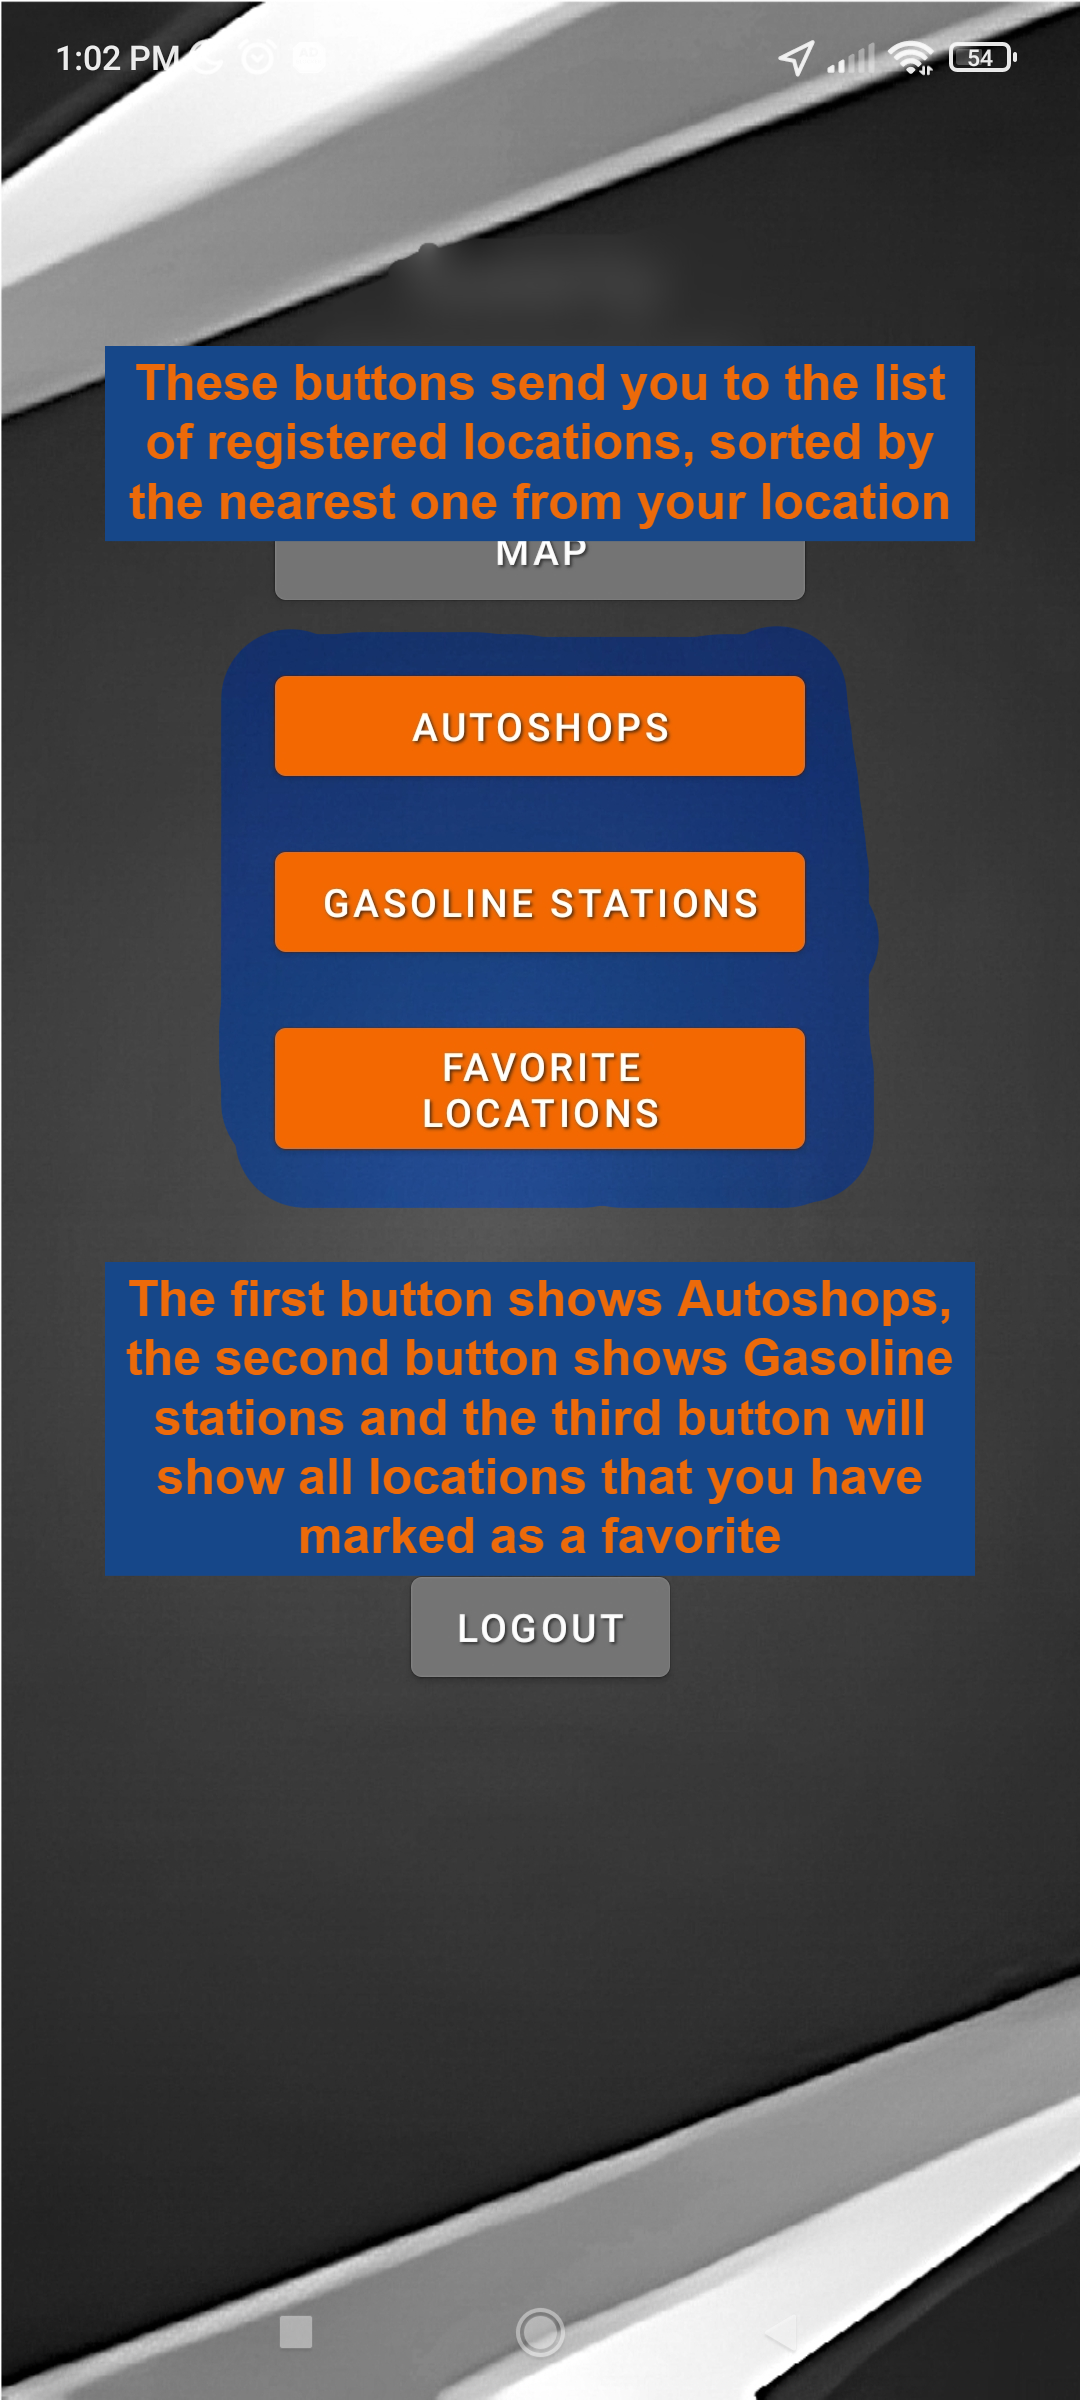 1:02 PM
54
These buttons send you to the list
of registered locations, sorted by
the nearest one from your location
MAP
AUTOSHOPS
GASOLINE STATIONS
FAVORITE
LOCATIONS
The first button shows Autoshops,
the second button shows Gasoline
stations and the third button will
show all locations that you have
marked as a favorite
LOGOUT